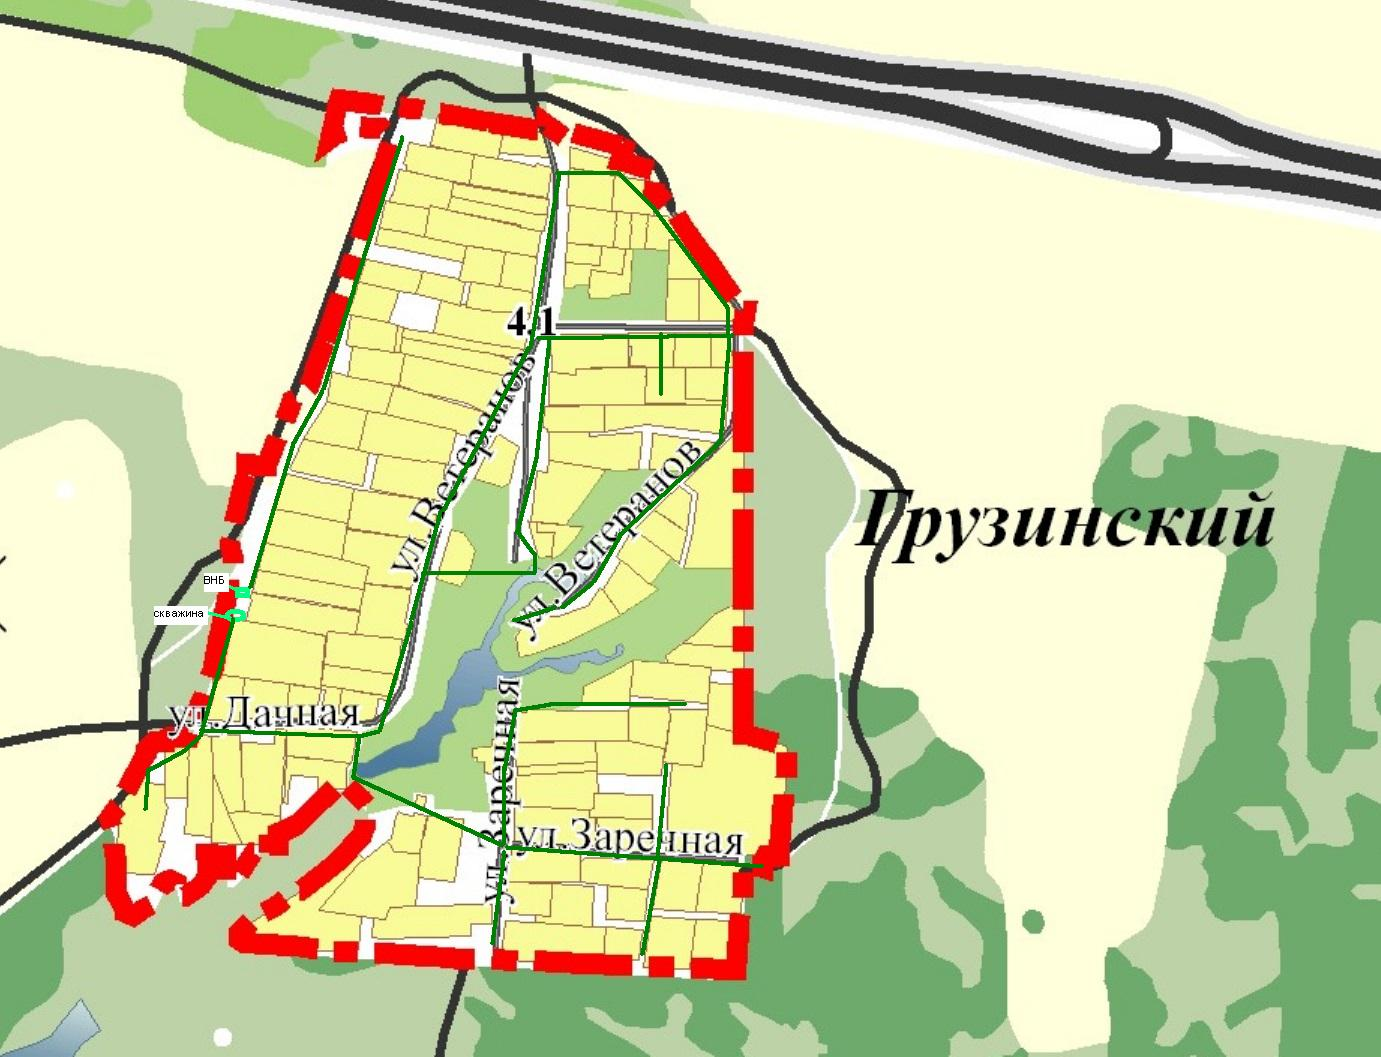 4.1
ул.Ветеранов
ул.Ветеранов
Грузинский
ВНБ
скважина
ул.Дачная
ул.Заречная
ул.Заречная